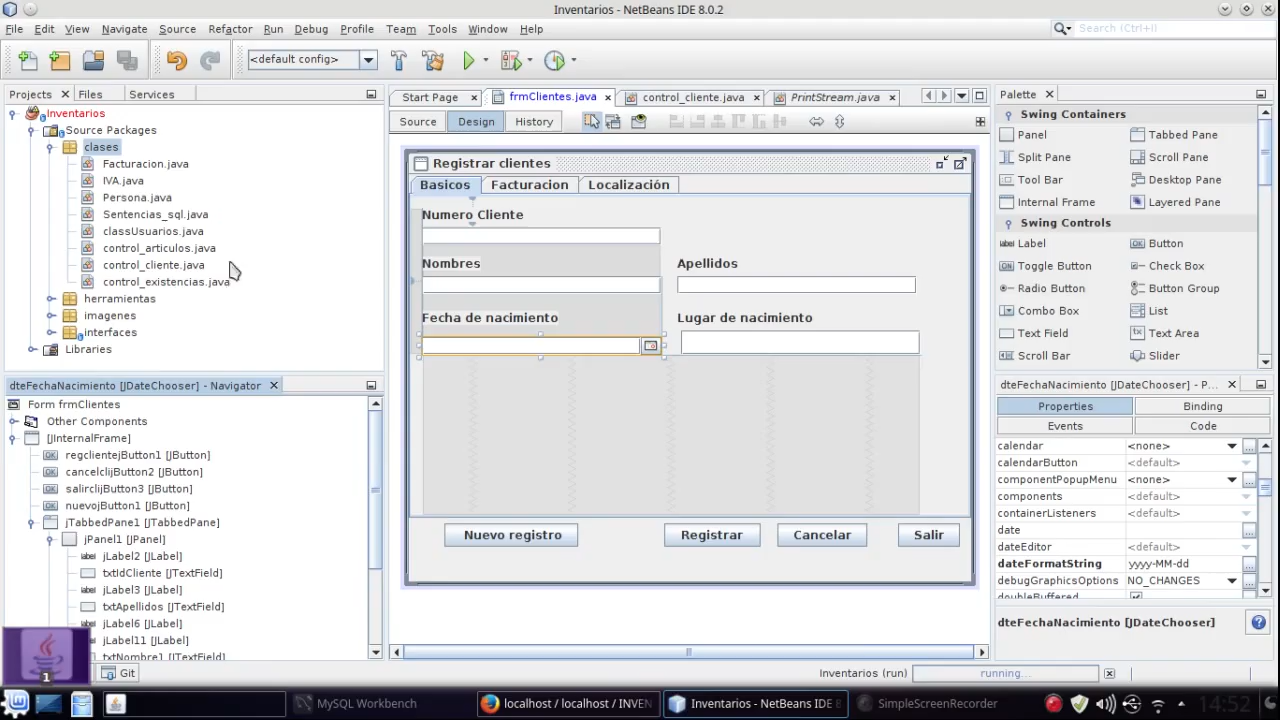 Inventarios - NetBeans IDE 8.0.2
File Edit View Navigate Source Refactor Run Debug Profile Team Tools Window Help
Search (Ctrl+I)
<default config>
Projects Files Services
Start Page frmClientes.java control_cliente.java PrintStream.java
Palette
Source Design History
Inventarios
Source Packages
clases
Facturacion.java
IVA.java
Persona.java
Sentencias_sql.java
classUsuarios.java
control_articulos.java
control_cliente.java
control_existencias.java
herramientas
imagenes
interfaces
Libraries
Registrar clientes
Basicos Facturacion Localización
Numero Cliente
Nombres Apellidos
Fecha de nacimiento Lugar de nacimiento
Nuevo registro Registrar Cancelar Salir
Swing Containers
Panel Tabbed Pane
Split Pane Scroll Pane
Tool Bar Desktop Pane
Internal Frame Layered Pane
Swing Controls
Label Button
Toggle Button Check Box
Radio Button Button Group
Combo Box List
Text Field Text Area
Scroll Bar Slider
dteFechaNacimiento [JDateChooser] - Navigator
Form frmClientes
Other Components
[JInternalFrame]
regclientejButton1 [JButton]
cancelclijButton2 [JButton]
salirclijButton3 [JButton]
nuevojButton1 [JButton]
jTabbedPane1 [JTabbedPane]
jPanel1 [JPanel]
jLabel2 [JLabel]
txtIdCliente [JTextField]
jLabel3 [JLabel]
txtApellidos [JTextField]
jLabel6 [JLabel]
jLabel11 [JLabel]
txtNombre1 [JTextField]
dteFechaNacimiento [JDateChooser] - P...
Properties Binding
Events Code
calendar <none>
calendarButton <default>
componentPopupMenu <none>
components <default>
containerListeners <default>
date
dateEditor <default>
dateFormatString yyyy-MM-dd
debugGraphicsOptions NO_CHANGES
doubleBuffered
dteFechaNacimiento [JDateChooser]
1
Git
Inventarios (run) running...
MySQL Workbench
localhost / localhost / INVEN
Inventarios - NetBeans IDE 8
SimpleScreenRecorder
14:52